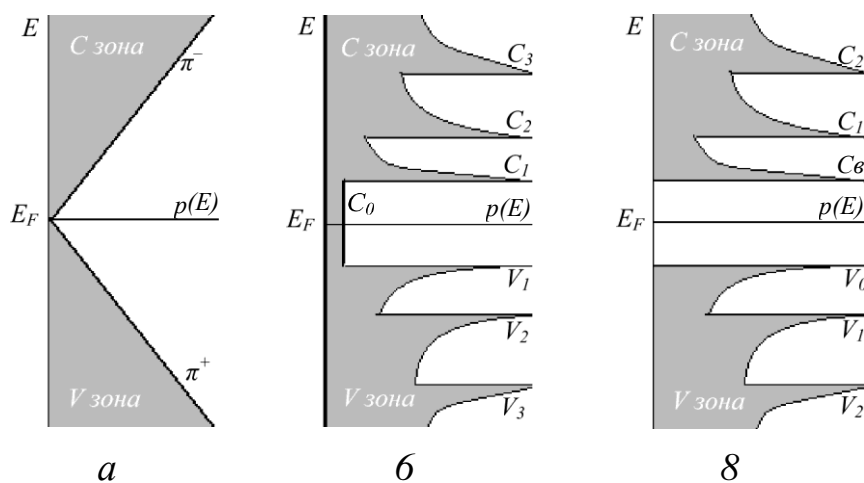 E
С зона
π⁻
E_F
p(E)
π⁺
V зона
а
E
С зона
C₃
C₂
C₁
C₀
E_F
p(E)
V₁
V₂
V зона
V₃
б
E
С зона
C₂
C₁
Cв
E_F
p(E)
V₀
V₁
V зона
V₂
8